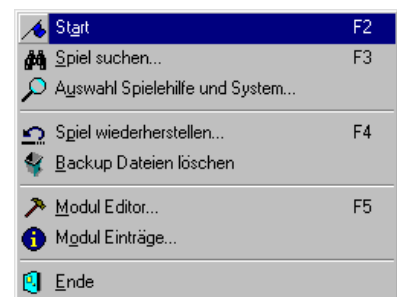 Start F2
Spiel suchen... F3
Auswahl Spielehilfe und System...
Spiel wiederherstellen... F4
Backup Dateien löschen
Modul Editor... F5
Modul Einträge...
Ende